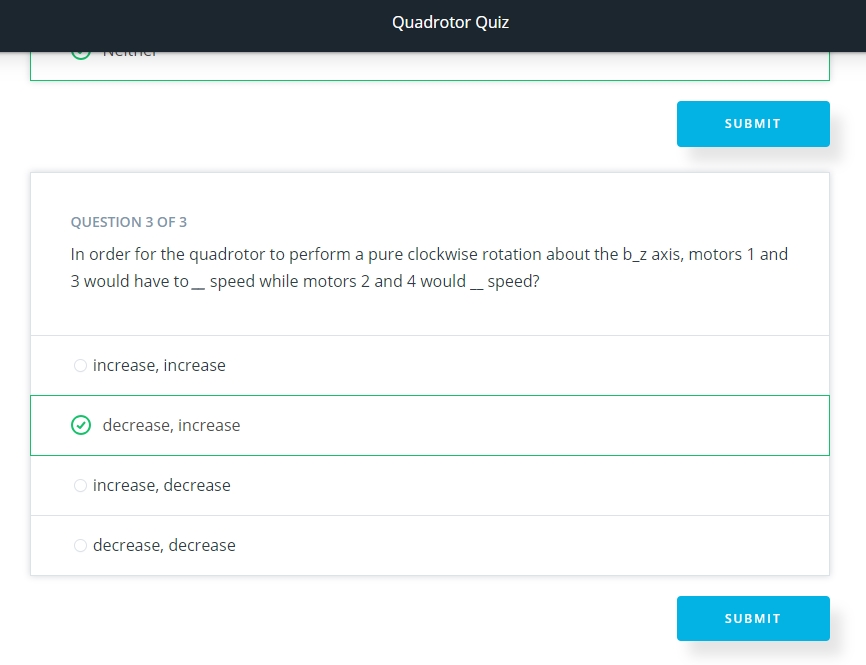 Quadrotor Quiz
Neither
SUBMIT
QUESTION 3 OF 3
In order for the quadrotor to perform a pure clockwise rotation about the b_z axis, motors 1 and
3 would have to __ speed while motors 2 and 4 would __ speed?
increase, increase
decrease, increase
increase, decrease
decrease, decrease
SUBMIT